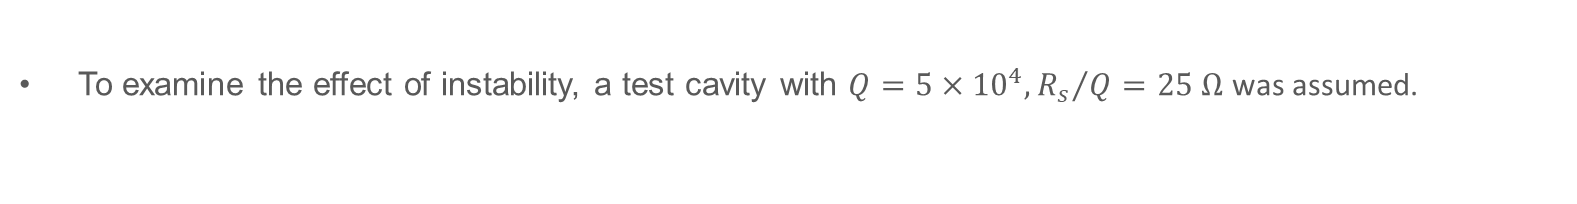 • To examine the effect of instability, a test cavity with 𝑄 = 5 × 10⁴, 𝑅ₛ/𝑄 = 25 Ω was assumed.